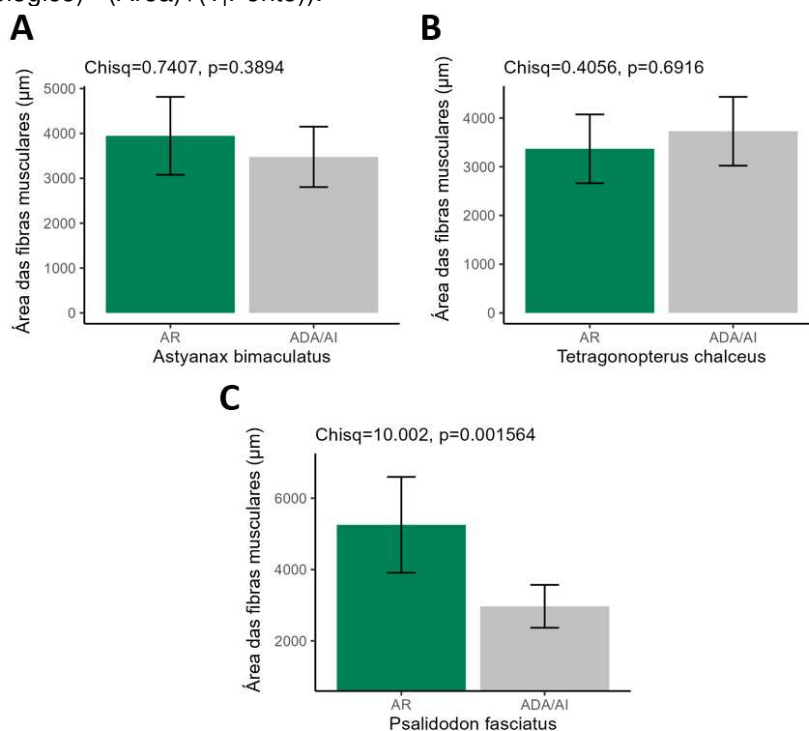 A
Chisq=0.7407, p=0.3894
Área das fibras musculares (µm)
5000
4000
3000
2000
1000
0
AR
ADA/AI
Astyanax bimaculatus
B
Chisq=0.4056, p=0.6916
Área das fibras musculares (µm)
4000
3000
2000
1000
0
AR
ADA/AI
Tetragonopterus chalceus
C
Chisq=10.002, p=0.001564
Área das fibras musculares (µm)
6000
4000
2000
AR
ADA/AI
Psalidodon fasciatus